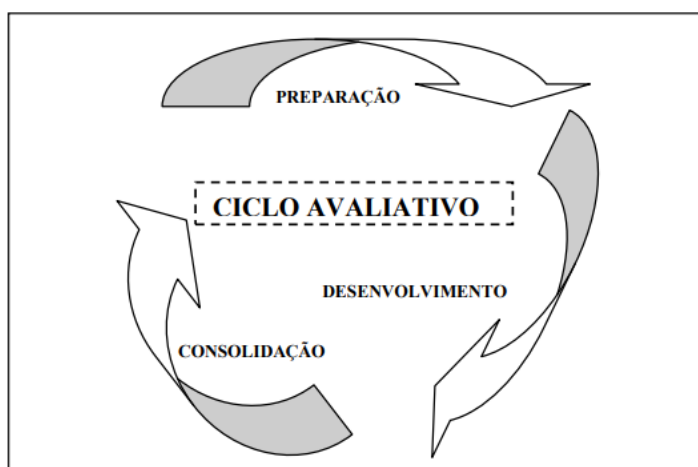 PREPARAÇÃO
CICLO AVALIATIVO
DESENVOLVIMENTO
CONSOLIDAÇÃO